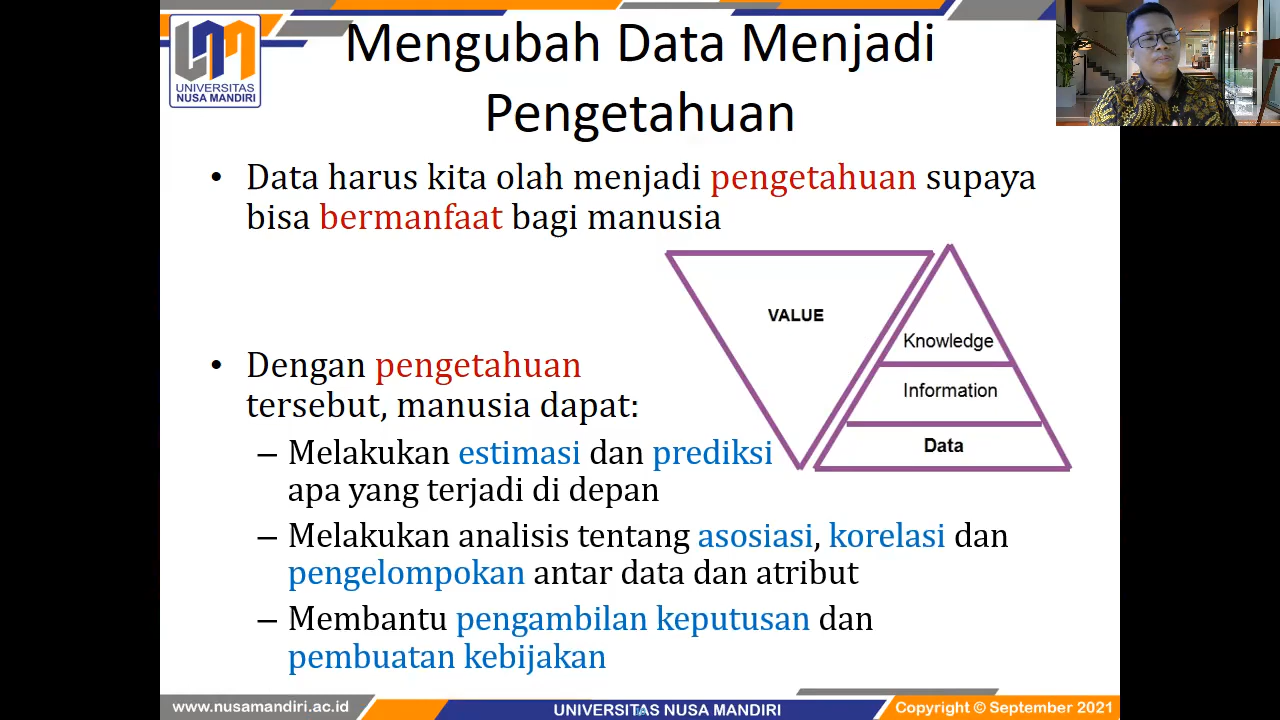 UNIVERSITAS
NUSA MANDIRI
Mengubah Data Menjadi
Pengetahuan
• Data harus kita olah menjadi pengetahuan supaya
bisa bermanfaat bagi manusia
VALUE
Knowledge
Information
Data
• Dengan pengetahuan
tersebut, manusia dapat:
– Melakukan estimasi dan prediksi
apa yang terjadi di depan
– Melakukan analisis tentang asosiasi, korelasi dan
pengelompokan antar data dan atribut
– Membantu pengambilan keputusan dan
pembuatan kebijakan
www.nusamandiri.ac.id
UNIVERSITAS NUSA MANDIRI
Copyright © September 2021